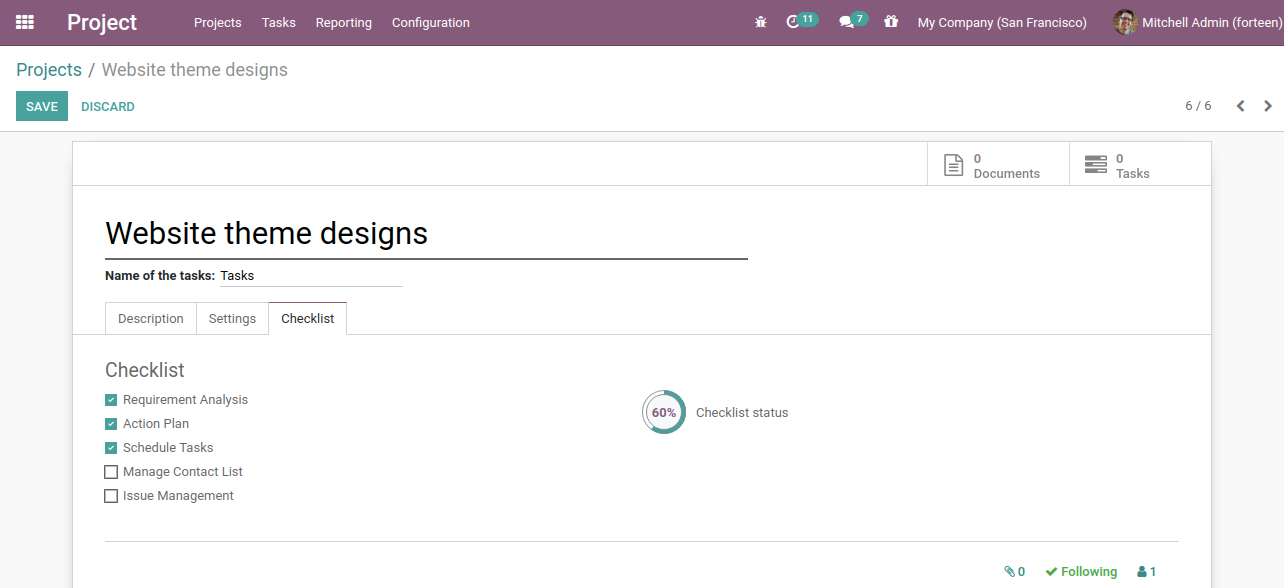 Project Projects Tasks Reporting Configuration 11 7 My Company (San Francisco) Mitchell Admin (forteen)
Projects / Website theme designs
SAVE DISCARD 6 / 6
0 Documents 0 Tasks
Website theme designs
Name of the tasks: Tasks
Description Settings Checklist
Checklist
Requirement Analysis
60% Checklist status
Action Plan
Schedule Tasks
Manage Contact List
Issue Management
0 Following 1